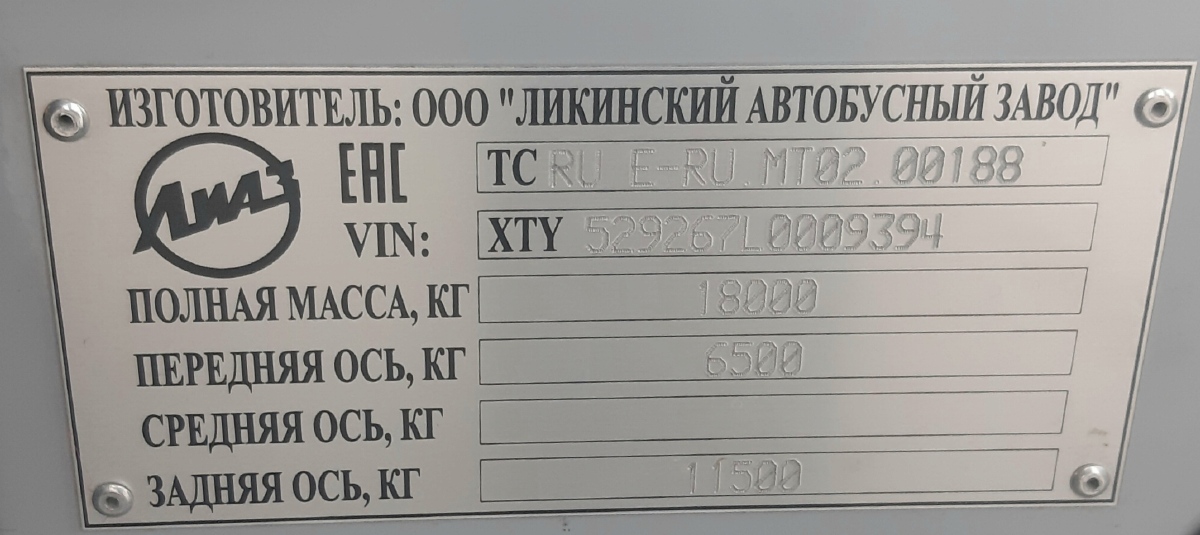 ИЗГОТОВИТЕЛЬ: ООО "ЛИКИНСКИЙ АВТОБУСНЫЙ ЗАВОД"
ЛиАЗ
ЕАС
ТС RU E-RU.MT02.00188
VIN: XTY 529267L0009394
ПОЛНАЯ МАССА, КГ 18000
ПЕРЕДНЯЯ ОСЬ, КГ 6500
СРЕДНЯЯ ОСЬ, КГ
ЗАДНЯЯ ОСЬ, КГ 11500